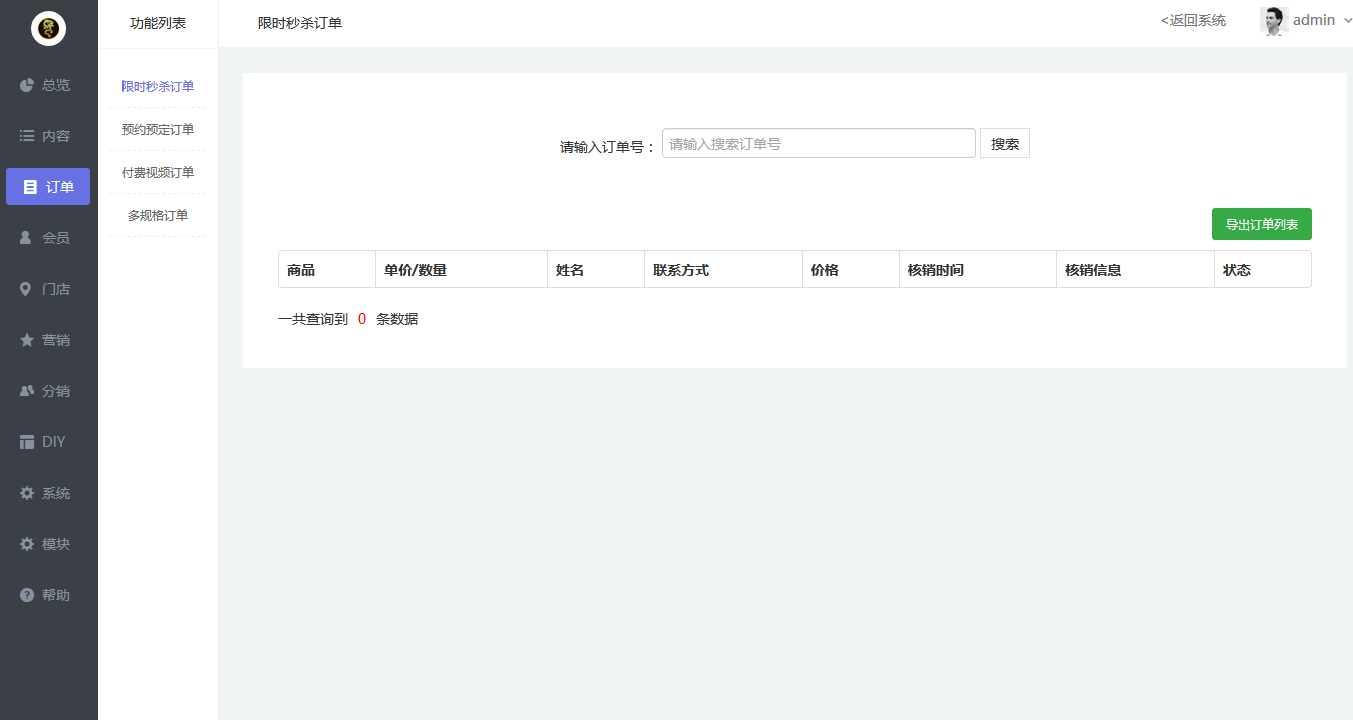 功能列表
限时秒杀订单
<返回系统
admin
总览
内容
订单
会员
门店
营销
分销
DIY
系统
模块
帮助
限时秒杀订单
预约预定订单
付费视频订单
多规格订单
请输入订单号： 请输入搜索订单号 搜索
导出订单列表
商品 单价/数量 姓名 联系方式 价格 核销时间 核销信息 状态
一共查询到 0 条数据